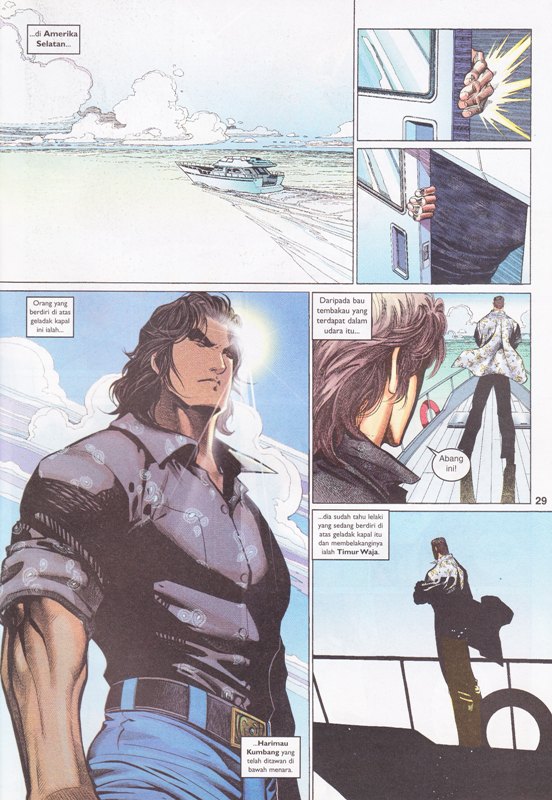 ...di Amerika
Selatan...
Orang yang
berdiri di atas
geladak kapal
ini ialah...
Daripada bau
tembakau yang
terdapat dalam
udara itu...
Abang
ini!
29
...dia sudah tahu lelaki
yang sedang berdiri di
atas geladak kapal itu
dan membelakanginya
ialah Timur Waja.
...Harimau
Kumbang yang
telah ditawan di
bawah menara.